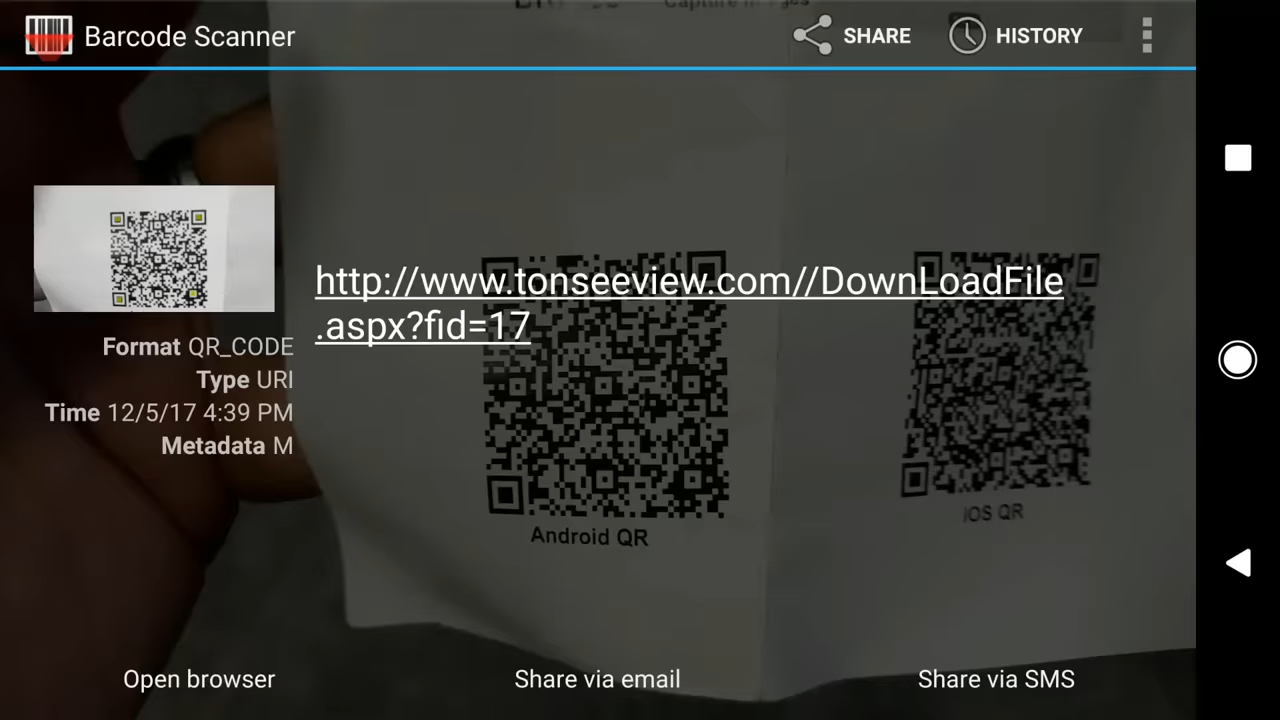 Capture
Barcode Scanner
SHARE
HISTORY
http://www.tonseeview.com//DownLoadFile
.aspx?fid=17
Format QR_CODE
Type URI
Time 12/5/17 4:39 PM
Metadata M
Android QR
iOS QR
Open browser
Share via email
Share via SMS